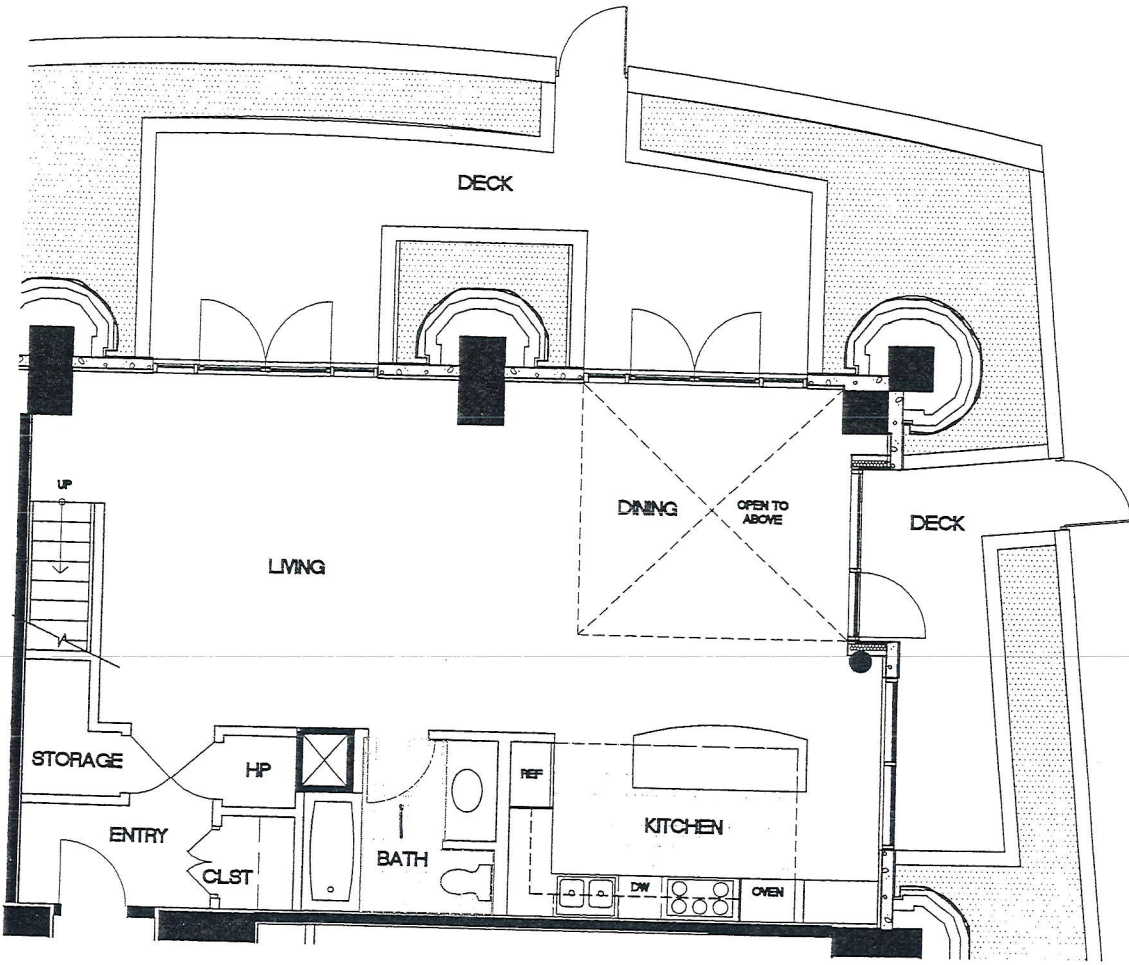 DECK
UP
DINING
OPEN TO
ABOVE
DECK
LIVING
STORAGE
HP
REF
ENTRY
KITCHEN
BATH
CLST
DW
OVEN